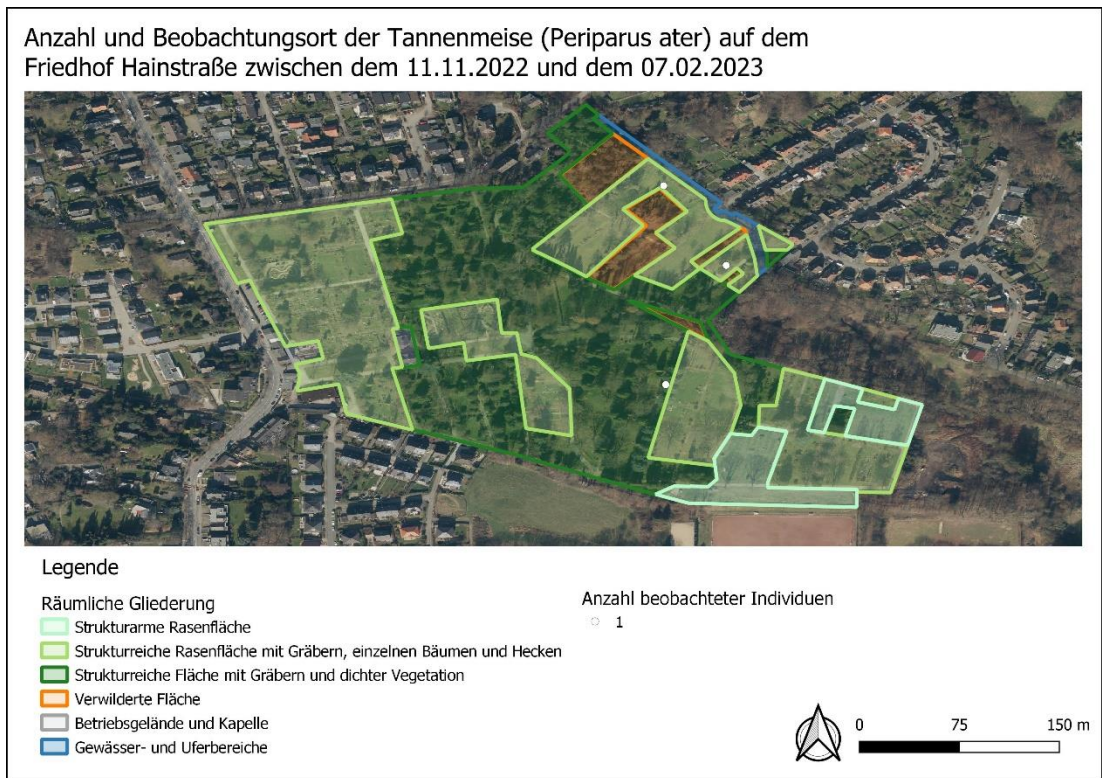 Anzahl und Beobachtungsort der Tannenmeise (Periparus ater) auf dem
Friedhof Hainstraße zwischen dem 11.11.2022 und dem 07.02.2023
Legende
Räumliche Gliederung
Strukturarme Rasenfläche
Strukturreiche Rasenfläche mit Gräbern, einzelnen Bäumen und Hecken
Strukturreiche Fläche mit Gräbern und dichter Vegetation
Verwilderte Fläche
Betriebsgelände und Kapelle
Gewässer- und Uferbereiche
Anzahl beobachteter Individuen
1
0 75 150 m